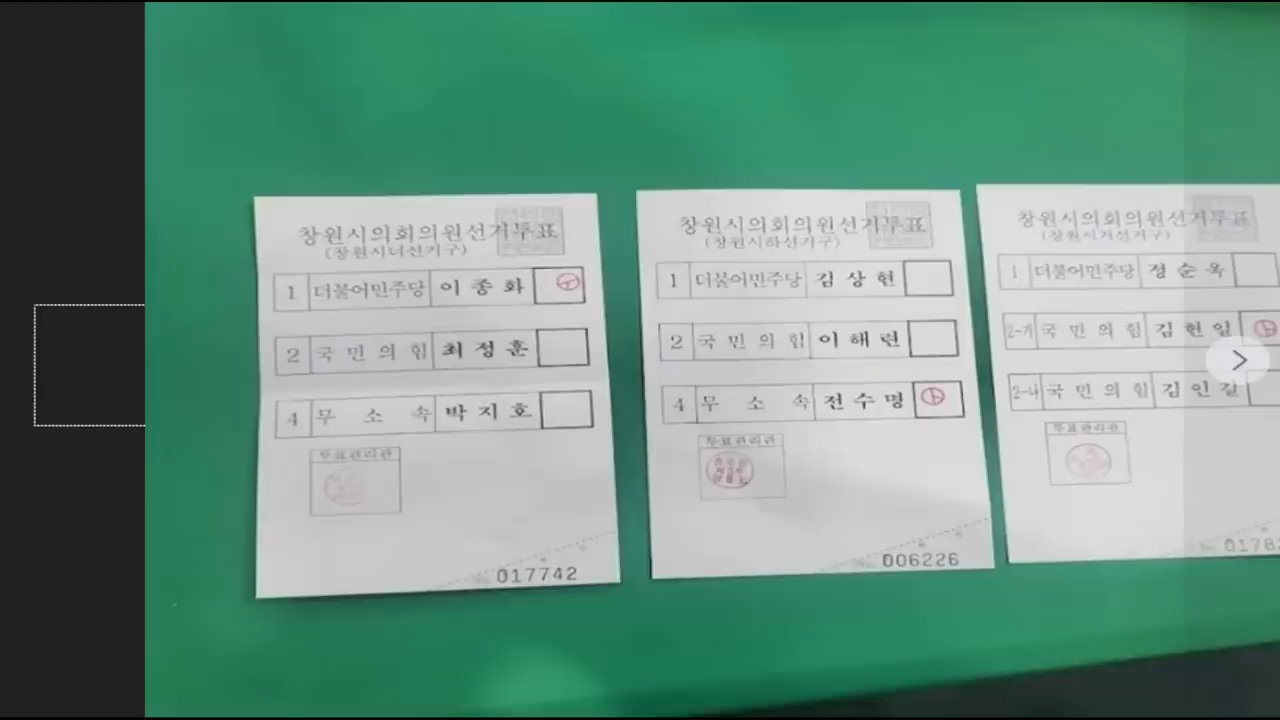 창원시의회의원선거투표
(창원시너선거구)
1 더불어민주당 이종화
2 국민의힘 최정훈
4 무소속 박지호
투표관리관
017742
창원시의회의원선거투표
(창원시하선거구)
1 더불어민주당 김상현
2 국민의힘 이해련
4 무소속 전수명
투표관리관
006226
창원시의회의원선거투표
(창원시거선거구)
1 더불어민주당 정순욱
2-가 국민의힘 김헌일
2-나 국민의힘 김인길
투표관리관
0178